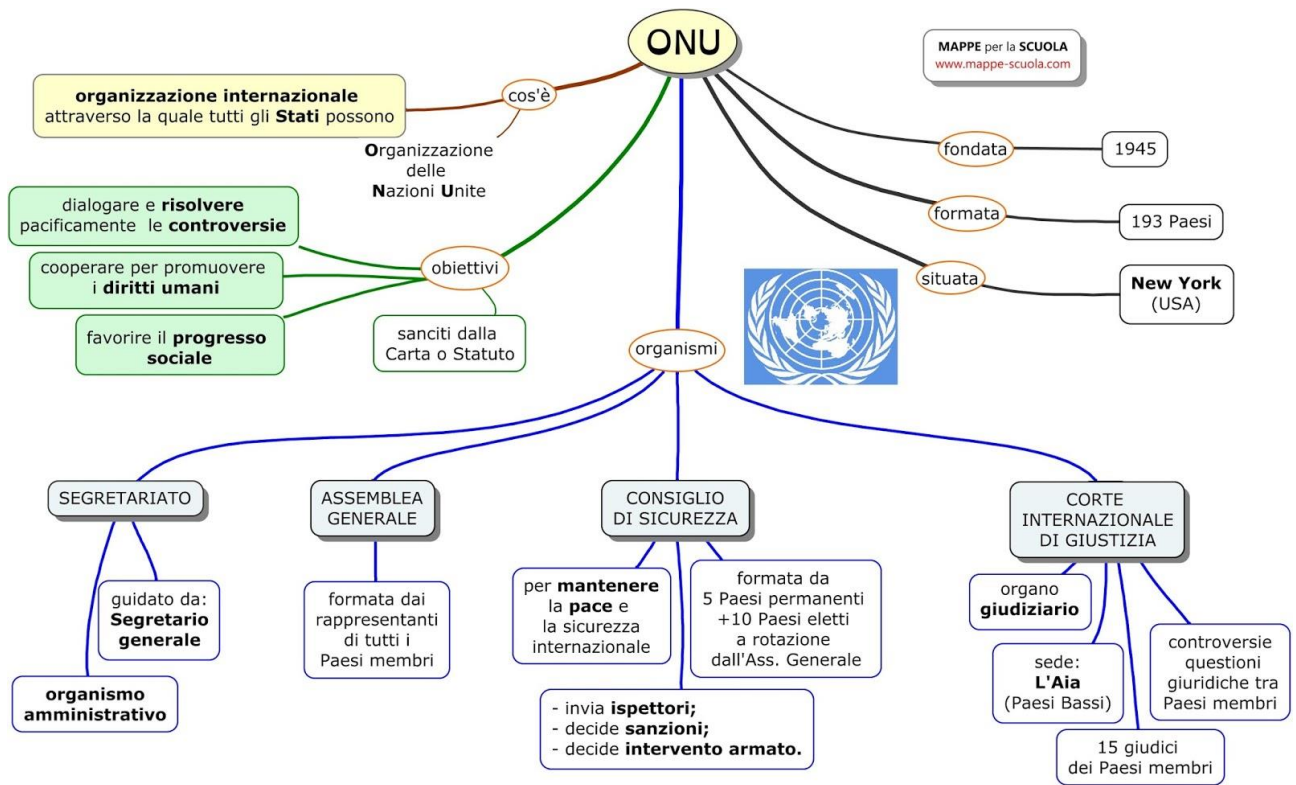 ONU
MAPPE per la SCUOLA
www.mappe-scuola.com
cos'è
organizzazione internazionale
attraverso la quale tutti gli Stati possono
Organizzazione
delle
Nazioni Unite
fondata
1945
formata
193 Paesi
situata
New York
(USA)
obiettivi
dialogare e risolvere
pacificamente le controversie
cooperare per promuovere
i diritti umani
favorire il progresso
sociale
sanciti dalla
Carta o Statuto
organismi
SEGRETARIATO
guidato da:
Segretario
generale
organismo
amministrativo
ASSEMBLEA
GENERALE
formata dai
rappresentanti
di tutti i
Paesi membri
CONSIGLIO
DI SICUREZZA
per mantenere
la pace e
la sicurezza
internazionale
formata da
5 Paesi permanenti
+10 Paesi eletti
a rotazione
dall'Ass. Generale
- invia ispettori;
- decide sanzioni;
- decide intervento armato.
CORTE
INTERNAZIONALE
DI GIUSTIZIA
organo
giudiziario
sede:
L'Aia
(Paesi Bassi)
15 giudici
dei Paesi membri
controversie
questioni
giuridiche tra
Paesi membri